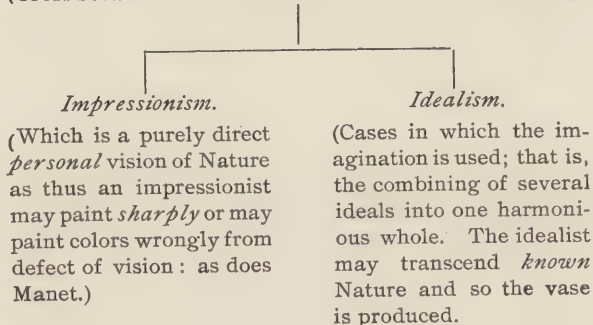 Impressionism.
(Which is a purely direct
personal vision of Nature
as thus an impressionist
may paint sharply or may
paint colors wrongly from
defect of vision: as does
Manet.)
Idealism.
(Cases in which the im-
agination is used; that is,
the combining of several
ideals into one harmoni-
ous whole. The idealist
may transcend known
Nature and so the vase
is produced.